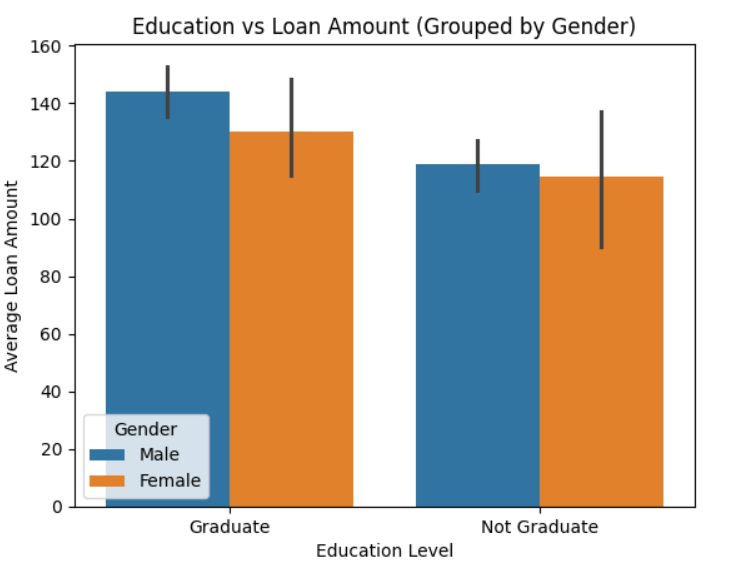 Education vs Loan Amount (Grouped by Gender)
160
140
120
100
80
60
40
20
0
Average Loan Amount
Gender
Male
Female
Graduate
Not Graduate
Education Level